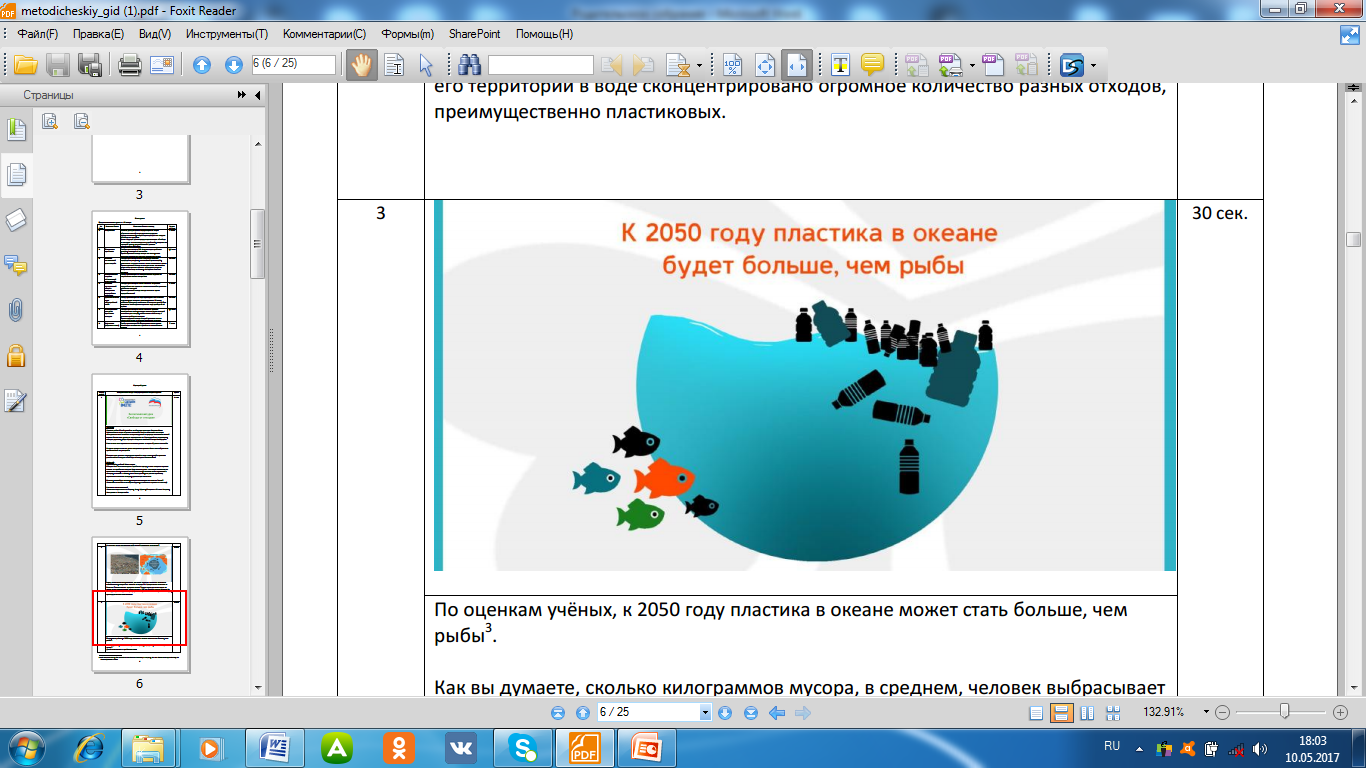 metodicheskiy_gid (1).pdf - Foxit Reader
Файл(F) Правка(E) Вид(V) Инструменты(T) Комментарии(C) Формы(m) SharePoint Помощь(H)
6 (6 / 25)
Страницы
3
4
5
6
его территории в воде сконцентрировано огромное количество разных отходов,
преимущественно пластиковых.
3
30 сек.
К 2050 году пластика в океане
будет больше, чем рыбы
По оценкам учёных, к 2050 году пластика в океане может стать больше, чем
рыбы3.
Как вы думаете, сколько килограммов мусора, в среднем, человек выбрасывает
6 / 25
132.91%
RU
18:03
10.05.2017